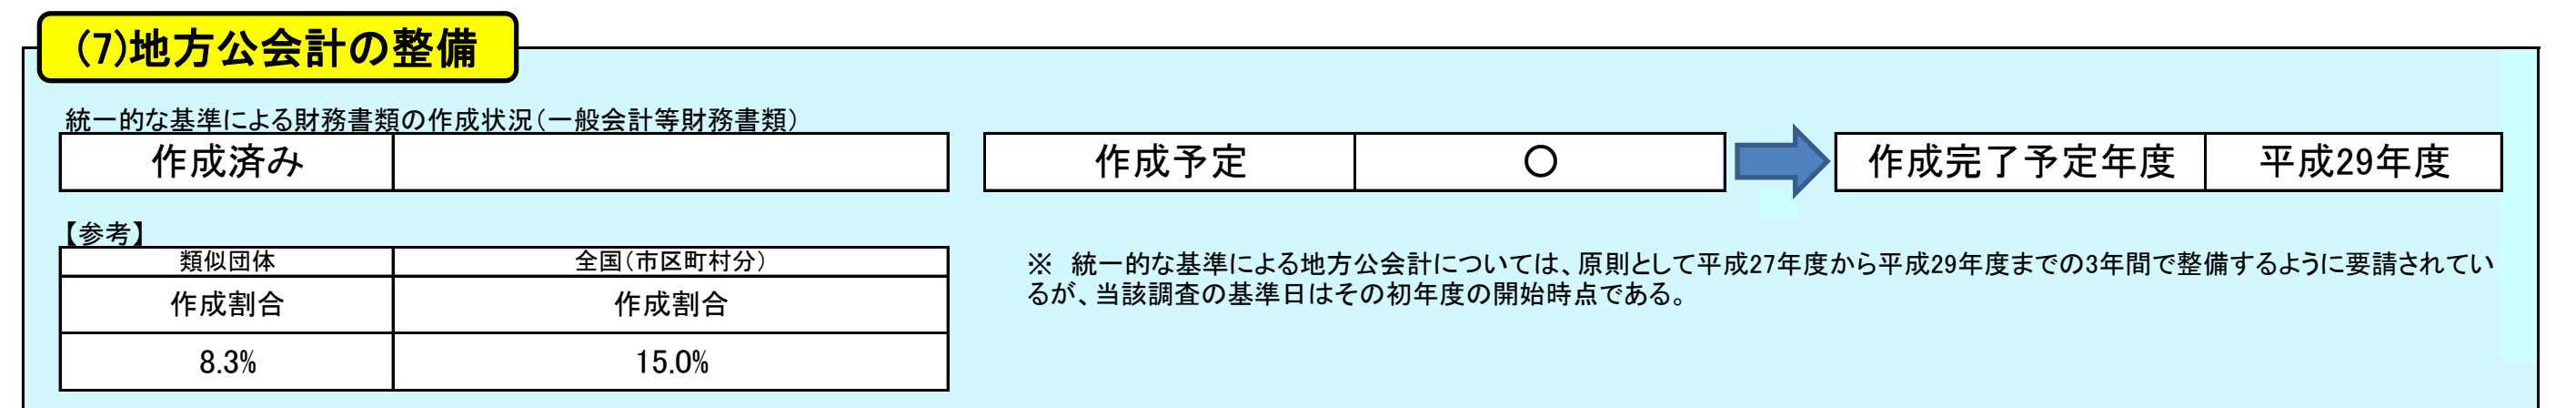 (7)地方公会計の整備
統一的な基準による財務書類の作成状況(一般会計等財務書類)
作成済み 作成予定 〇 作成完了予定年度 平成29年度
【参考】
類似団体 全国(市区町村分)
作成割合 作成割合
8.3% 15.0%
※ 統一的な基準による地方公会計については、原則として平成27年度から平成29年度までの3年間で整備するように要請されてい
るが、当該調査の基準日はその初年度の開始時点である。